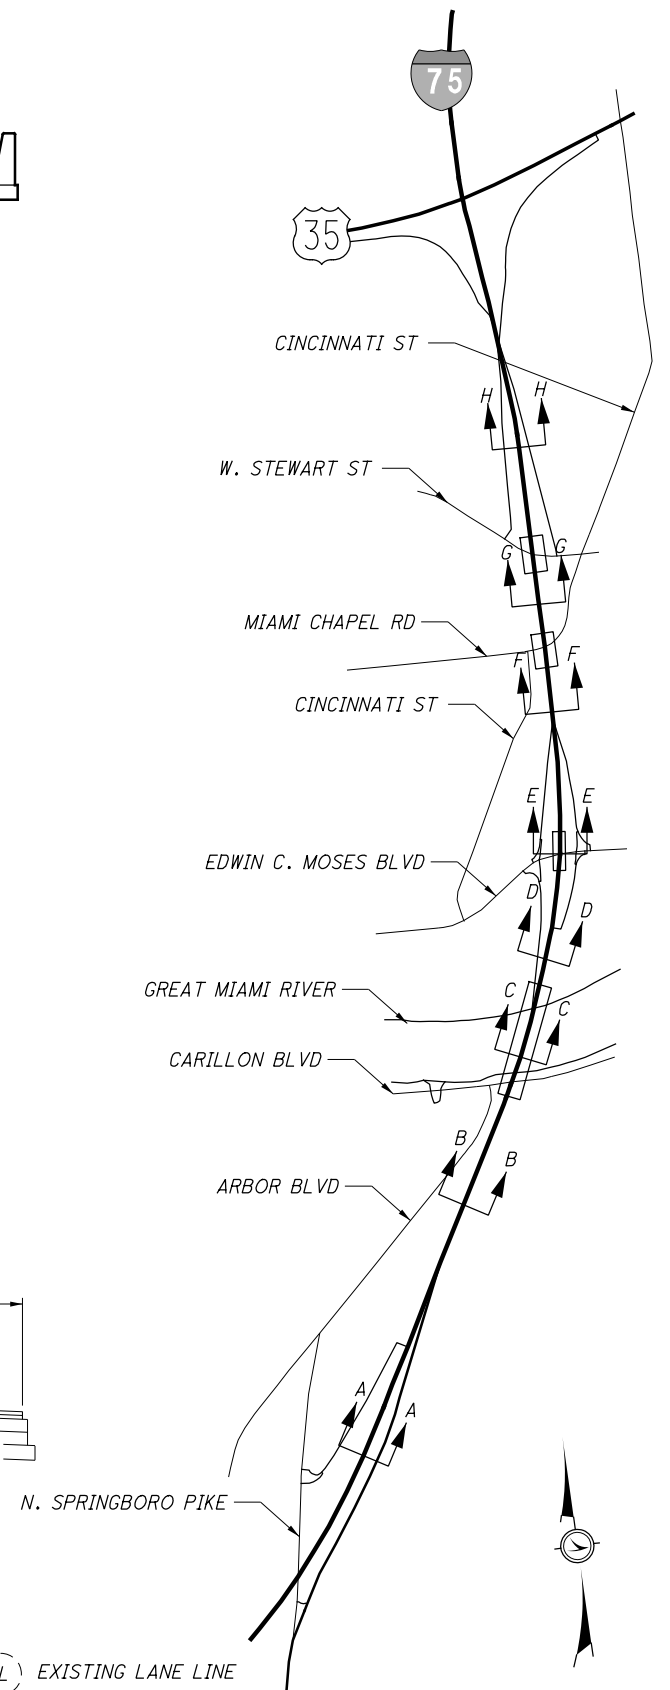 75
35
CINCINNATI ST
H H
W. STEWART ST
G G
MIAMI CHAPEL RD
F F
CINCINNATI ST
E E
EDWIN C. MOSES BLVD
D D
GREAT MIAMI RIVER
C C
CARILLON BLVD
B B
ARBOR BLVD
A A
N. SPRINGBORO PIKE
L EXISTING LANE LINE